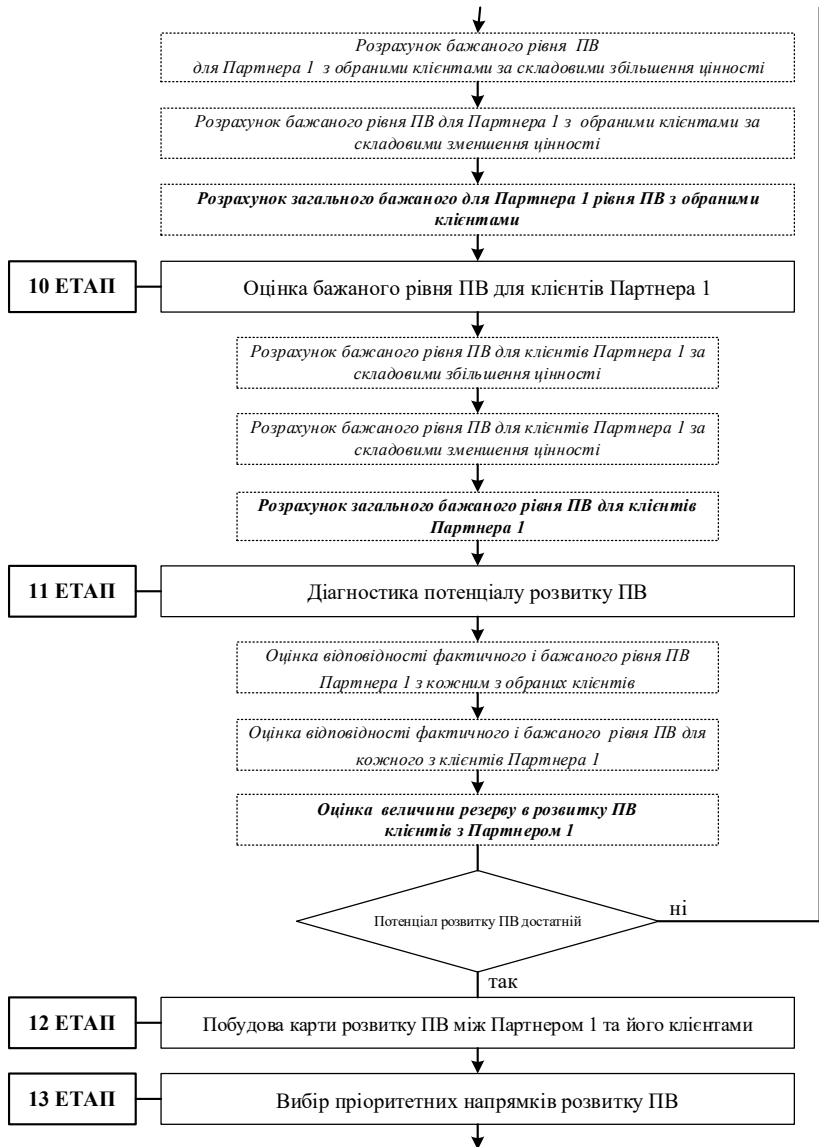 Розрахунок бажаного рівня ПВ
для Партнера 1 з обраними клієнтами за складовими збільшення цінності
Розрахунок бажаного рівня ПВ для Партнера 1 з обраними клієнтами за
складовими зменшення цінності
Розрахунок загального бажаного для Партнера 1 рівня ПВ з обраними
клієнтами
10 ЕТАП
Оцінка бажаного рівня ПВ для клієнтів Партнера 1
Розрахунок бажаного рівня ПВ для клієнтів Партнера 1 за
складовими збільшення цінності
Розрахунок бажаного рівня ПВ для клієнтів Партнера 1 за
складовими зменшення цінності
Розрахунок загального бажаного рівня ПВ для клієнтів
Партнера 1
11 ЕТАП
Діагностика потенціалу розвитку ПВ
Оцінка відповідності фактичного і бажаного рівня ПВ
Партнера 1 з кожним з обраних клієнтів
Оцінка відповідності фактичного і бажаного рівня ПВ для
кожного з клієнтів Партнера 1
Оцінка величини резерву в розвитку ПВ
клієнтів з Партнером 1
Потенціал розвитку ПВ достатній
ні
так
12 ЕТАП
Побудова карти розвитку ПВ між Партнером 1 та його клієнтами
13 ЕТАП
Вибір пріоритетних напрямків розвитку ПВ